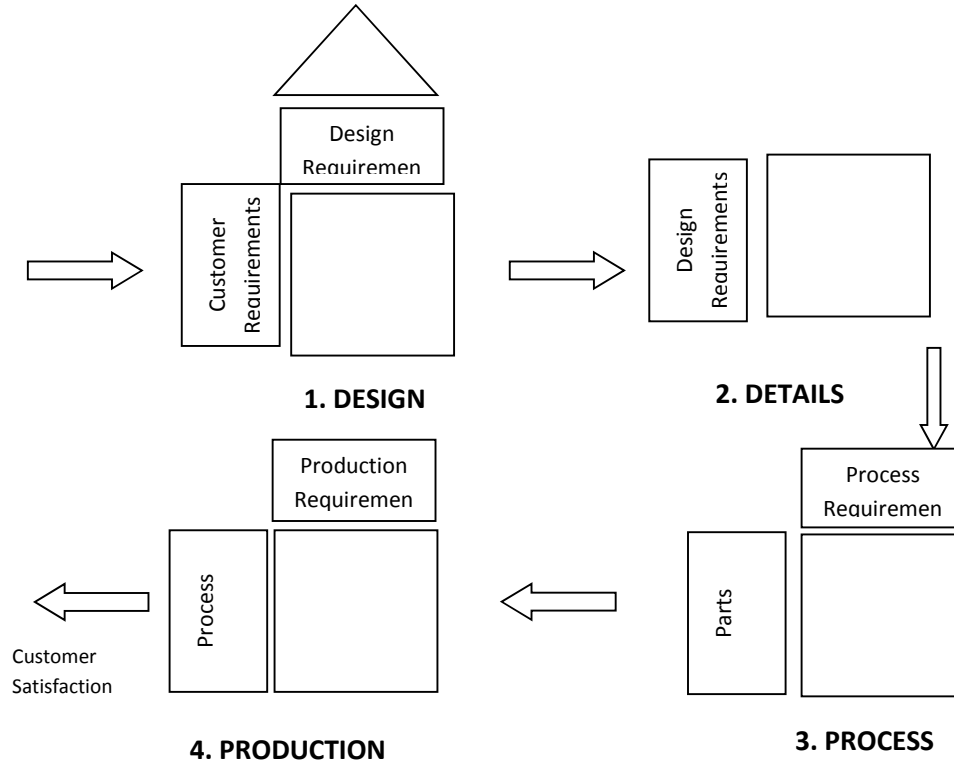 Design
Requiremen
Customer
Requirements
1. DESIGN
Design
Requirements
2. DETAILS
Process
Requiremen
Parts
3. PROCESS
Production
Requiremen
Process
4. PRODUCTION
Customer
Satisfaction